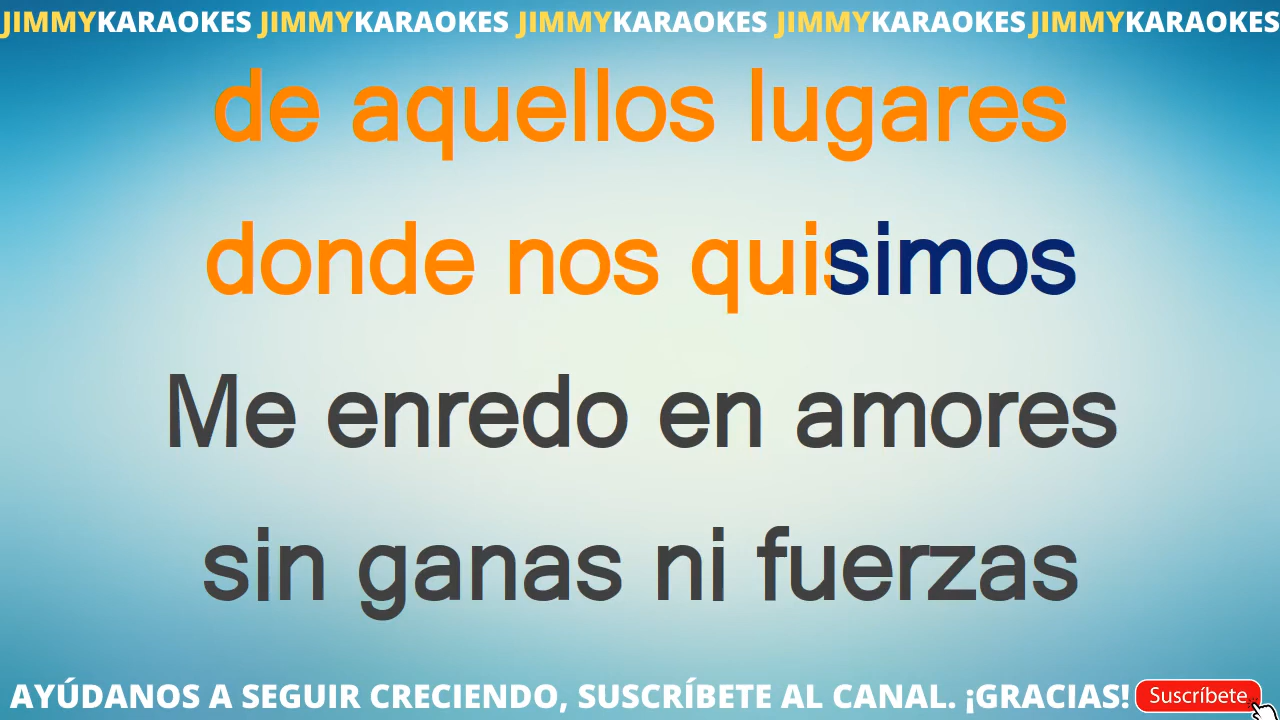 JIMMYKARAOKES JIMMYKARAOKES JIMMYKARAOKES JIMMYKARAOKES JIMMYKARAOKES
de aquellos lugares
donde nos quisimos
Me enredo en amores
sin ganas ni fuerzas
AYÚDANOS A SEGUIR CRECIENDO, SUSCRÍBETE AL CANAL. ¡GRACIAS! Suscríbete